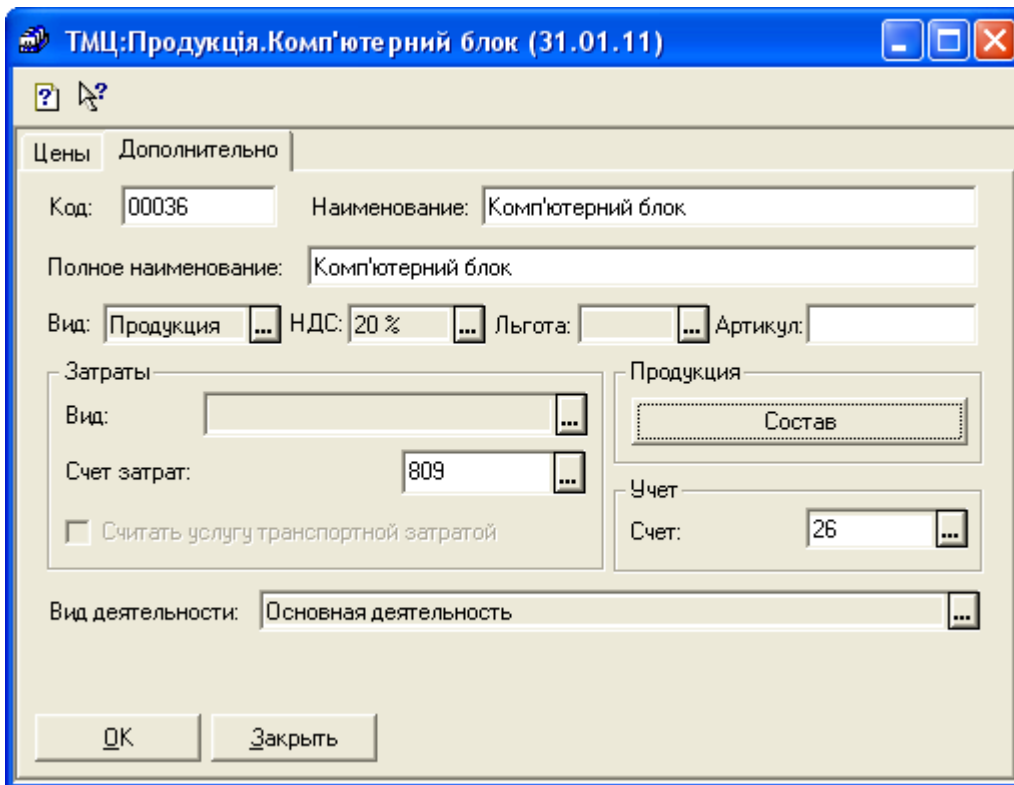 ТМЦ:Продукція.Комп'ютерний блок (31.01.11)
Цены Дополнительно
Код: 00036 Наименование: Комп'ютерний блок
Полное наименование: Комп'ютерний блок
Вид: Продукция ... НДС: 20 % ... Льгота: ... Артикул:
Затраты Продукция
Вид: ... Состав
Счет затрат: 809 ...
Учет
Считать услугу транспортной затратой Счет: 26 ...
Вид деятельности: Основная деятельность ...
OK Закрыть